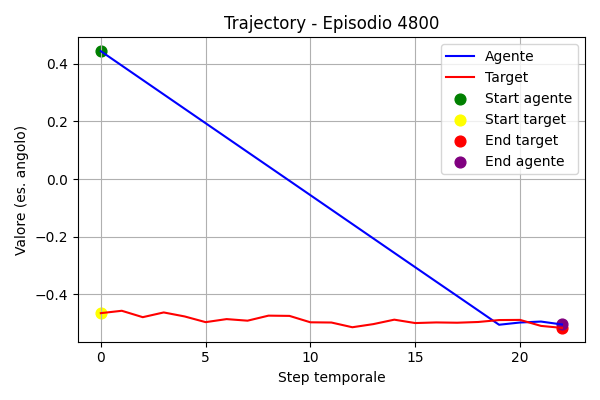 Trajectory - Episodio 4800
Agente
Target
Start agente
Start target
End target
End agente
Valore (es. angolo)
0.4
0.2
0.0
−0.2
−0.4
0
5
10
15
20
Step temporale